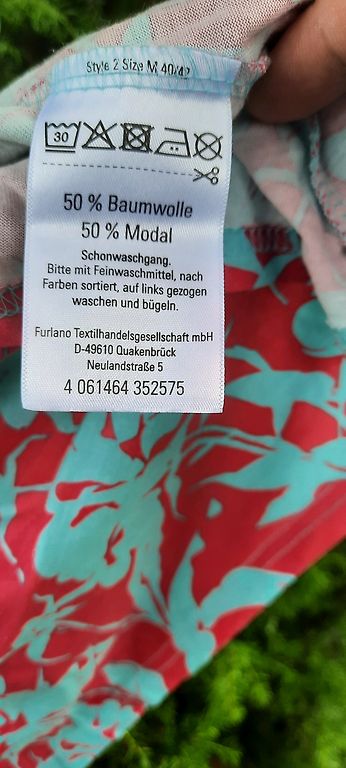 Style 2 Size M 40/42
30
50 % Baumwolle
50 % Modal
Schonwaschgang.
Bitte mit Feinwaschmittel, nach
Farben sortiert, auf links gezogen
waschen und bügeln.
Furlano Textilhandelsgesellschaft mbH
D-49610 Quakenbrück
Neulandstraße 5
4 061464 352575